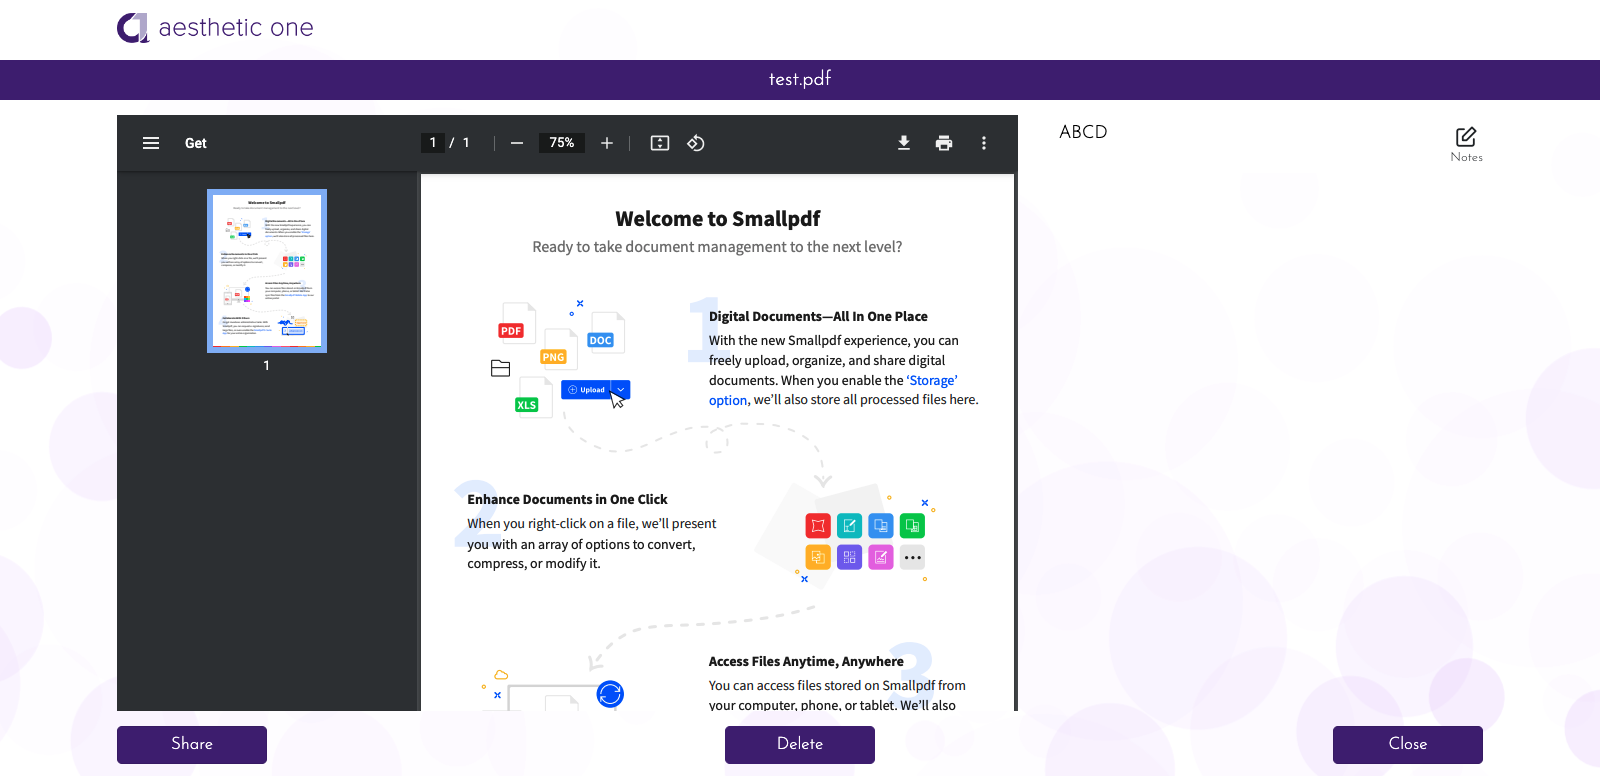 aesthetic one
test.pdf
Get
1 / 1
75%
ABCD
Notes
1
Welcome to Smallpdf
Ready to take document management to the next level?
PDF
DOC
PNG
XLS
Upload
1
Digital Documents—All In One Place
With the new Smallpdf experience, you can
freely upload, organize, and share digital
documents. When you enable the ‘Storage’
option, we’ll also store all processed files here.
2
Enhance Documents in One Click
When you right-click on a file, we’ll present
you with an array of options to convert,
compress, or modify it.
3
Access Files Anytime, Anywhere
You can access files stored on Smallpdf from
your computer, phone, or tablet. We’ll also
Share
Delete
Close